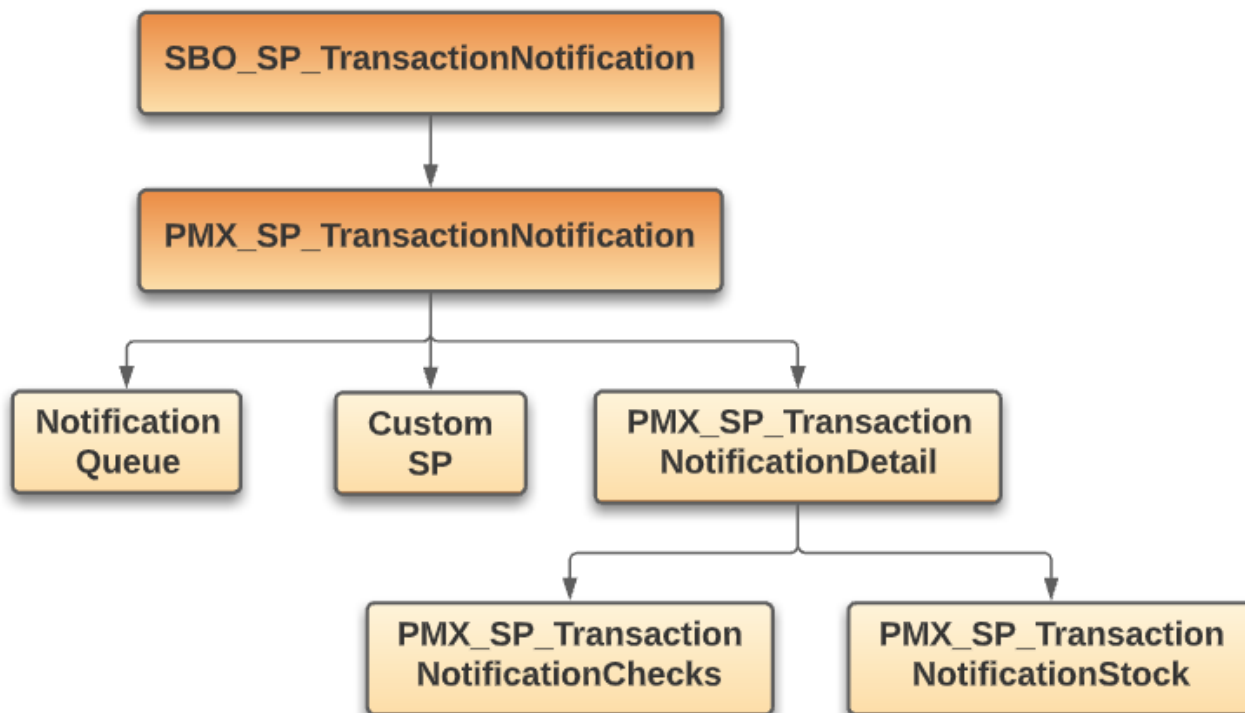 SBO_SP_TransactionNotification
PMX_SP_TransactionNotification
Notification
Queue
Custom
SP
PMX_SP_Transaction
NotificationDetail
PMX_SP_Transaction
NotificationChecks
PMX_SP_Transaction
NotificationStock